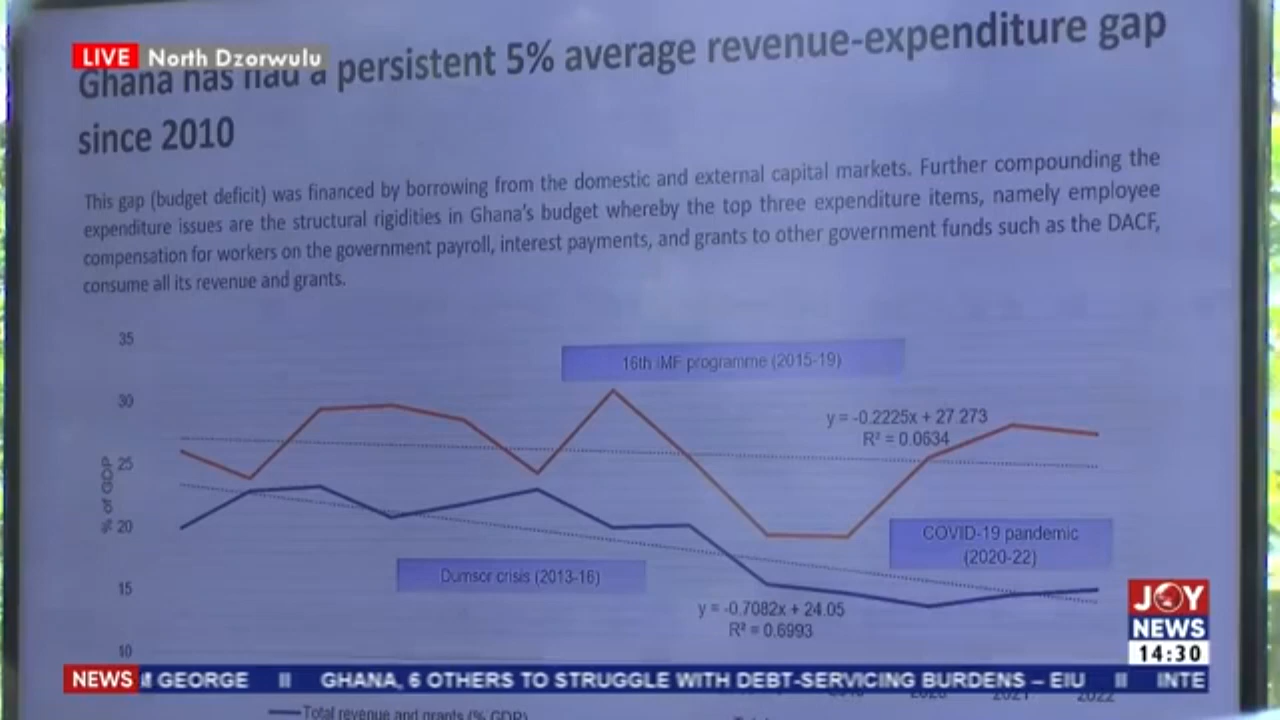 LIVE North Dzorwulu
Ghana has had a persistent 5% average revenue-expenditure gap
since 2010
This gap (budget deficit) was financed by borrowing from the domestic and external capital markets. Further compounding the
expenditure issues are the structural rigidities in Ghana's budget whereby the top three expenditure items, namely employee
compensation for workers on the government payroll, interest payments, and grants to other government funds such as the DACF,
consume all its revenue and grants.
35
16th IMF programme (2015-19)
30
y = -0.2225x + 27.273
R² = 0.0634
25
% of GDP
20
COVID-19 pandemic
(2020-22)
Dumsor crisis (2013-16)
15
y = -0.7082x + 24.05
R² = 0.6993
10
JOY
NEWS
14:30
NEWS M GEORGE || GHANA, 6 OTHERS TO STRUGGLE WITH DEBT-SERVICING BURDENS – EIU || INTE
2020 2021 2022
Total revenue and grants (% GDP)